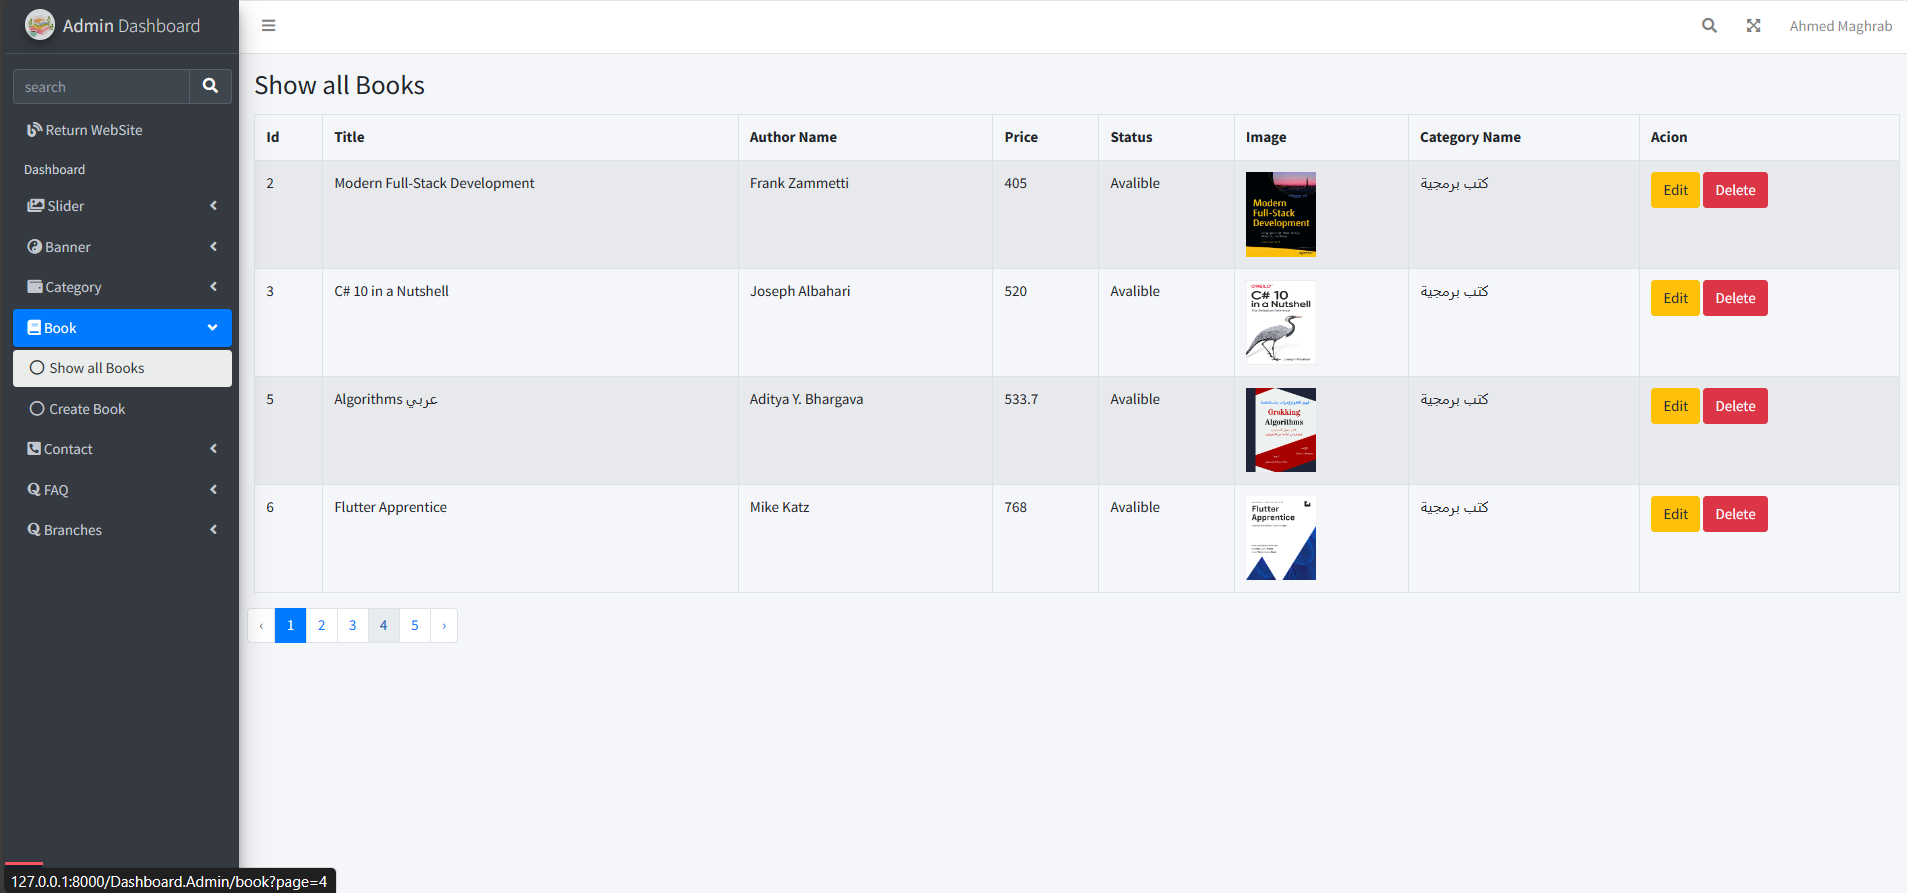 Admin Dashboard
Ahmed Maghrab
search
Return WebSite
Dashboard
Slider
Banner
Category
Book
Show all Books
Create Book
Contact
FAQ
Branches
Show all Books
Id Title Author Name Price Status Image Category Name Acion
2 Modern Full-Stack Development Frank Zammetti 405 Avalible كتب برمجية Edit Delete
Modern
Full-Stack
Development
3 C# 10 in a Nutshell Joseph Albahari 520 Avalible كتب برمجية Edit Delete
O'REILLY
C# 10
in a Nutshell
5 Algorithms عربي Aditya Y. Bhargava 533.7 Avalible كتب برمجية Edit Delete
Grokking
Algorithms
6 Flutter Apprentice Mike Katz 768 Avalible كتب برمجية Edit Delete
Flutter
Apprentice
‹ 1 2 3 4 5 ›
127.0.0.1:8000/Dashboard.Admin/book?page=4